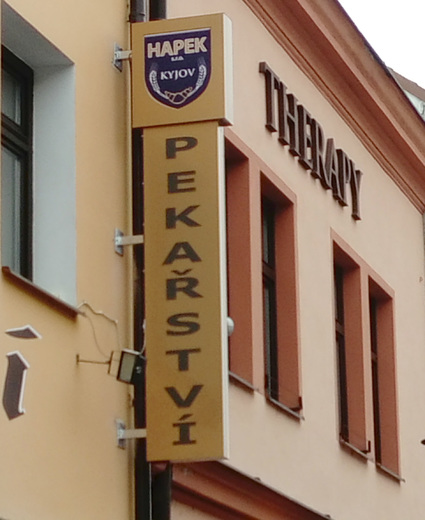 HAPEK
s.r.o.
KYJOV
PEKAŘSTVÍ
THERAPY
í